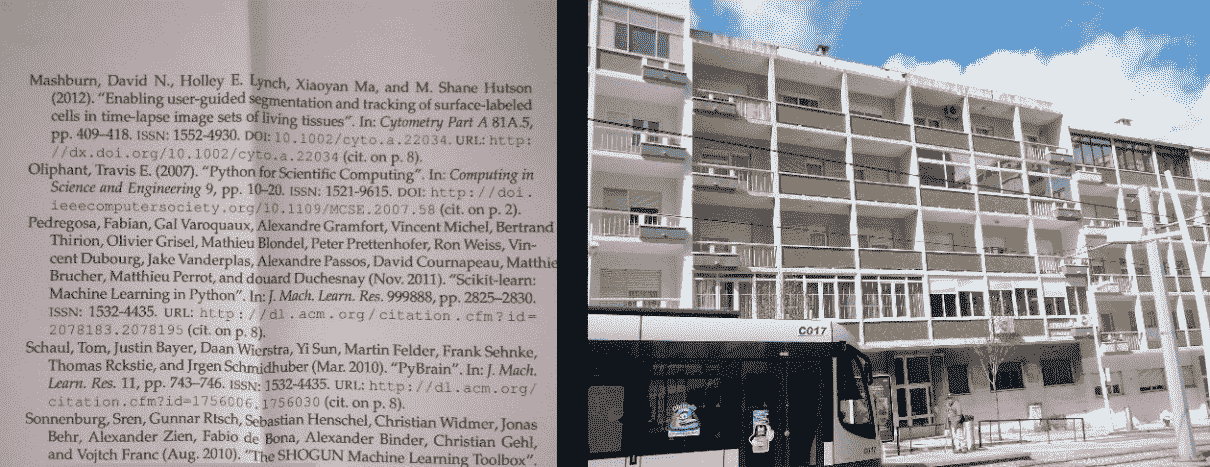 Mashburn, David N., Holley E. Lynch, Xiaoyan Ma, and M. Shane Hutson
(2012). “Enabling user-guided segmentation and tracking of surface-labeled
cells in time-lapse image sets of living tissues”. In: Cytometry Part A 81A.5,
pp. 409–418. ISSN: 1552-4930. DOI: 10.1002/cyto.a.22034. URL: http:
//dx.doi.org/10.1002/cyto.a.22034 (cit. on p. 8).
Oliphant, Travis E. (2007). “Python for Scientific Computing”. In: Computing in
Science and Engineering 9, pp. 10–20. ISSN: 1521-9615. DOI: http://doi.
ieeecomputersociety.org/10.1109/MCSE.2007.58 (cit. on p. 2).
Pedregosa, Fabian, Gal Varoquaux, Alexandre Gramfort, Vincent Michel, Bertrand
Thirion, Olivier Grisel, Mathieu Blondel, Peter Prettenhofer, Ron Weiss, Vin-
cent Dubourg, Jake Vanderplas, Alexandre Passos, David Cournapeau, Matthie
Brucher, Matthieu Perrot, and douard Duchesnay (Nov. 2011). “Scikit-learn:
Machine Learning in Python”. In: J. Mach. Learn. Res. 999888, pp. 2825–2830.
ISSN: 1532-4435. URL: http://dl.acm.org/citation.cfm?id=
2078183.2078195 (cit. on p. 8).
Schaul, Tom, Justin Bayer, Daan Wierstra, Yi Sun, Martin Felder, Frank Sehnke,
Thomas Rckstie, and Jrgen Schmidhuber (Mar. 2010). “PyBrain”. In: J. Mach.
Learn. Res. 11, pp. 743–746. ISSN: 1532-4435. URL: http://dl.acm.org/
citation.cfm?id=1756006.1756030 (cit. on p. 8).
Sonnenburg, Sren, Gunnar Rtsch, Sebastian Henschel, Christian Widmer, Jonas
Behr, Alexander Zien, Fabio de Bona, Alexander Binder, Christian Gehl,
and Vojtch Franc (Aug. 2010). “The SHOGUN Machine Learning Toolbox”.
C017
C017